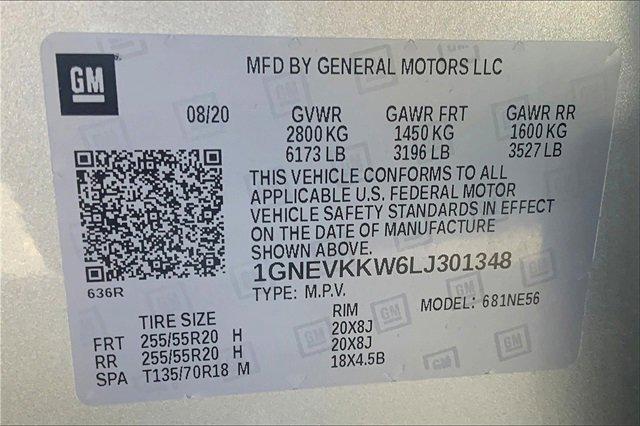 GM
MFD BY GENERAL MOTORS LLC
08/20 GVWR GAWR FRT GAWR RR
2800 KG 1450 KG 1600 KG
6173 LB 3196 LB 3527 LB
THIS VEHICLE CONFORMS TO ALL
APPLICABLE U.S. FEDERAL MOTOR
VEHICLE SAFETY STANDARDS IN EFFECT
ON THE DATE OF MANUFACTURE
SHOWN ABOVE.
1GNEVKKW6LJ301348
636R
TYPE: M.P.V. MODEL: 681NE56
TIRE SIZE RIM
FRT 255/55R20 H 20X8J
RR 255/55R20 H 20X8J
SPA T135/70R18 M 18X4.5B